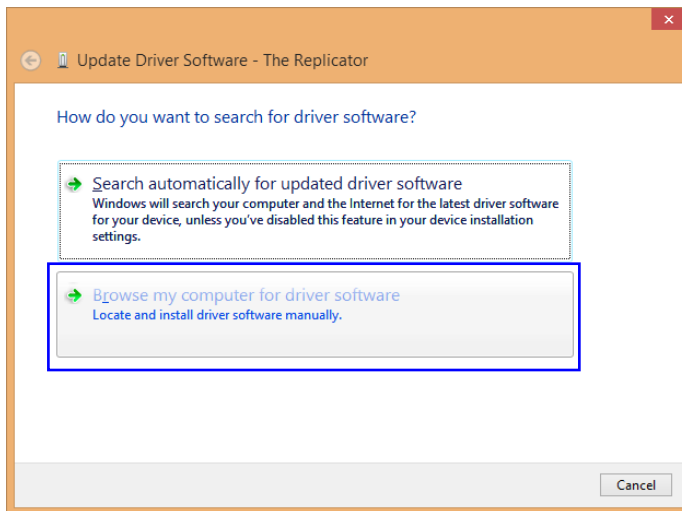 Update Driver Software - The Replicator
How do you want to search for driver software?
Search automatically for updated driver software
Windows will search your computer and the Internet for the latest driver software
for your device, unless you've disabled this feature in your device installation
settings.
Browse my computer for driver software
Locate and install driver software manually.
Cancel